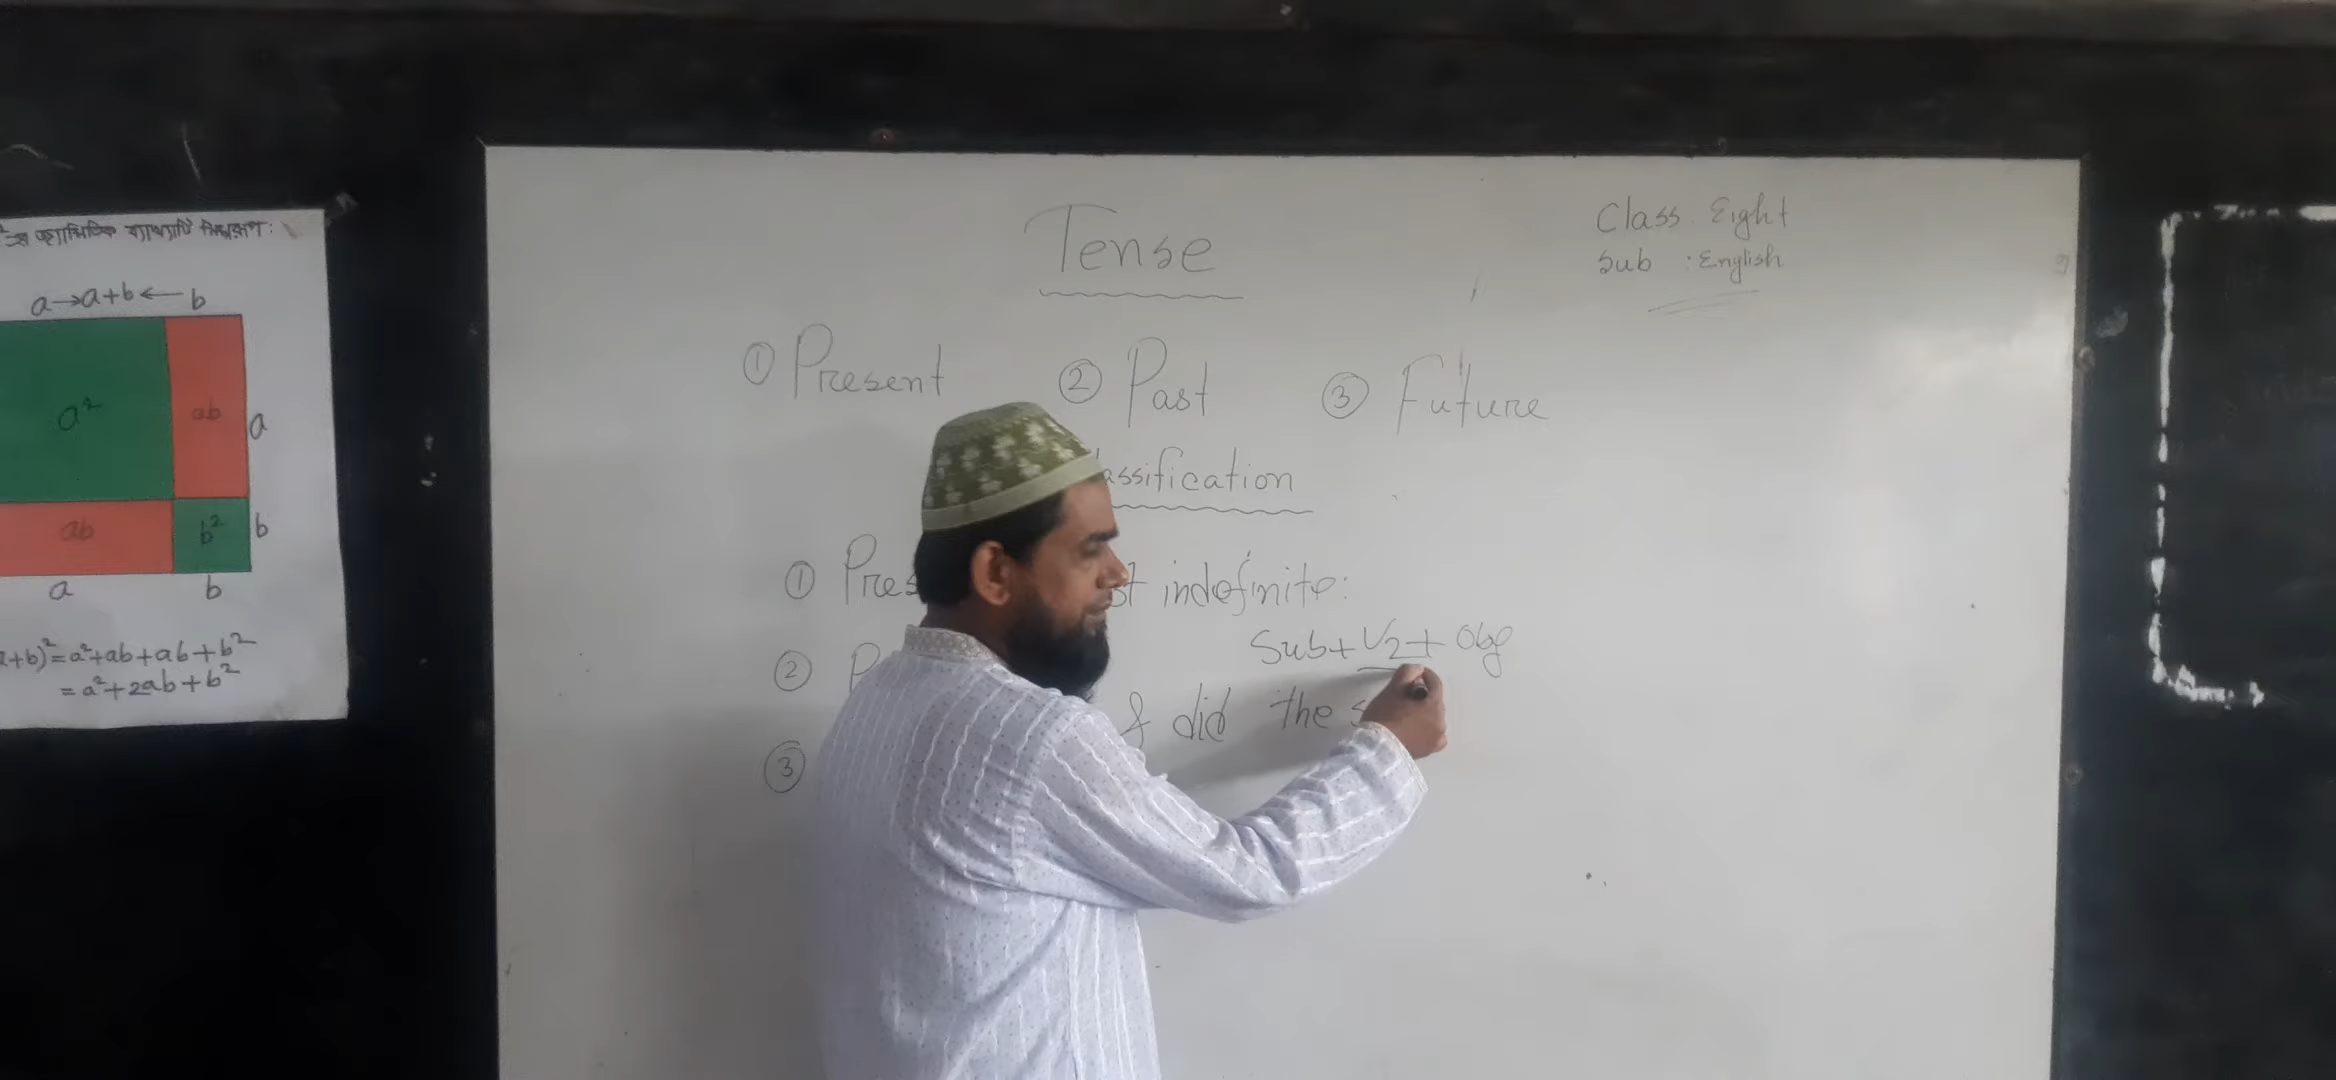 জ্যামিতিক
a→a+b← b
a² ab a
ab b² b
a b
+b)²=a²+ab+ab+b²
=a²+2ab+b²
Tense
Class Eight
Sub : English
① Present ② Past ③ Future
assification
① Pres st indefinite:
Sub+V2+Obj
② P
did the s
③